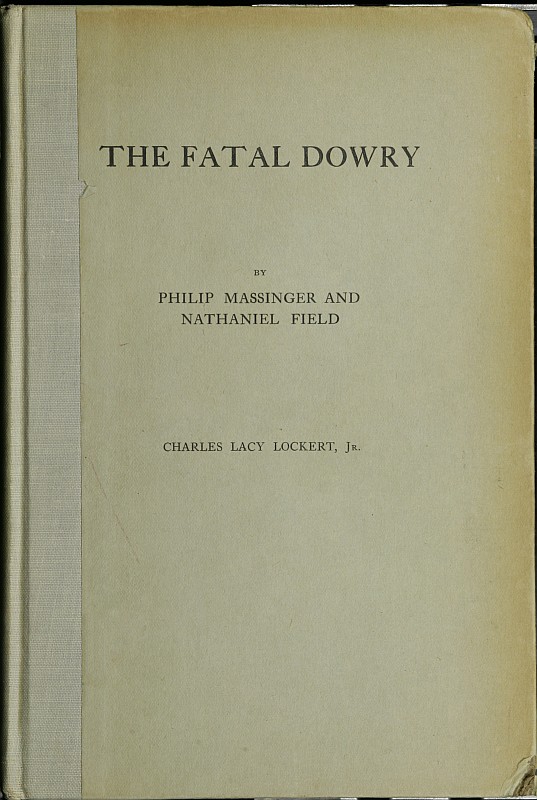 THE FATAL DOWRY
BY
PHILIP MASSINGER AND
NATHANIEL FIELD
CHARLES LACY LOCKERT, Jr.